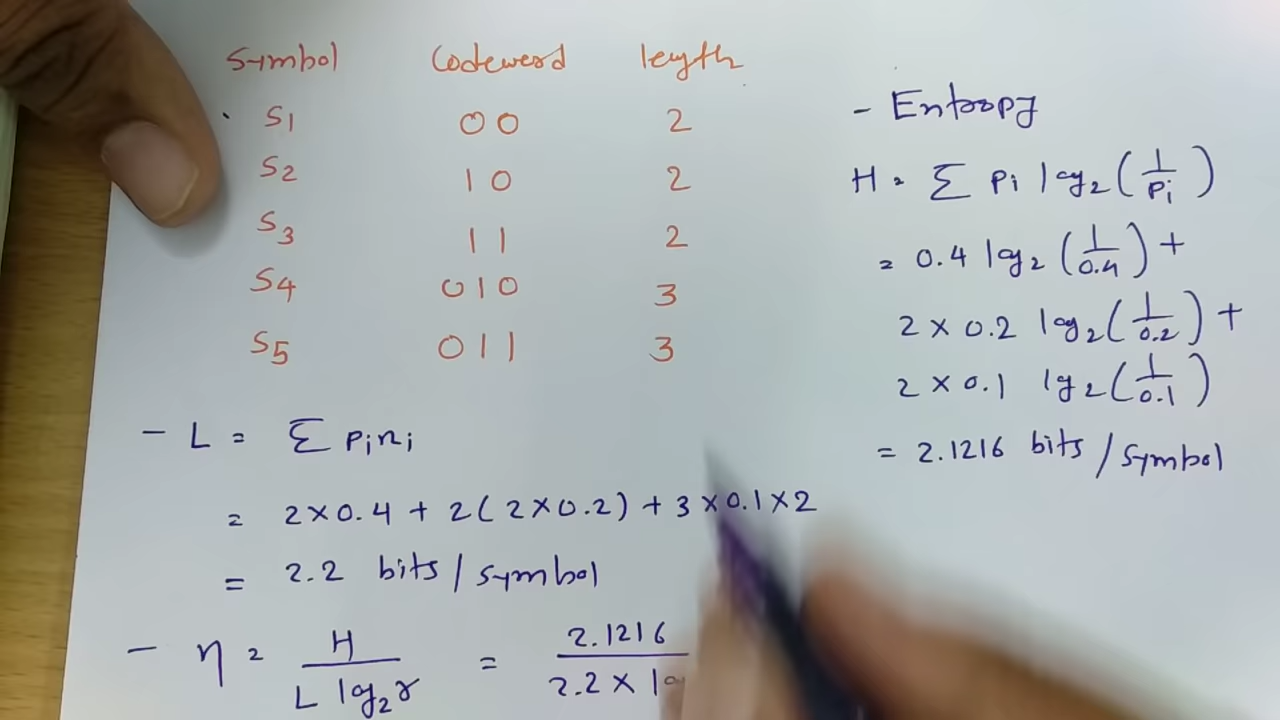 Symbol Codeword length
S1 00 2
S2 10 2
S3 11 2
S4 010 3
S5 011 3
- L = Σ pi ni
= 2×0.4 + 2(2×0.2) + 3×0.1×2
= 2.2 bits/symbol
- η = H / (L log2 r) = 2.1216 / (2.2 ×
- Entropy
H = Σ Pi log2 (1/Pi)
= 0.4 log2 (1/0.4) +
2 × 0.2 log2 (1/0.2) +
2 × 0.1 log2 (1/0.1)
= 2.1216 bits/symbol